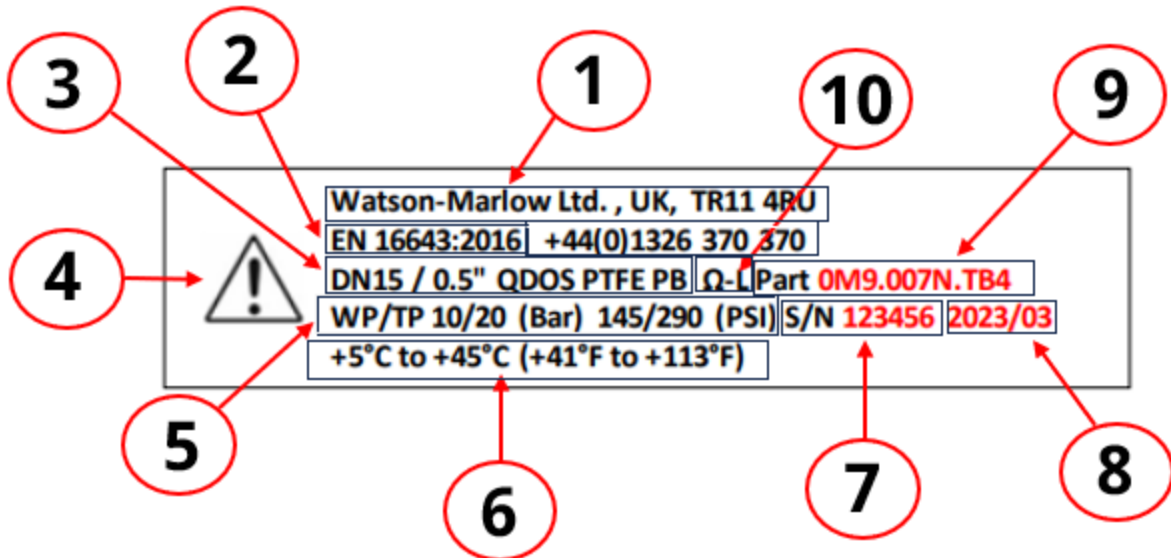 3 2 1 10 9
Watson-Marlow Ltd. , UK, TR11 4RU
EN 16643:2016 +44(0)1326 370 370
4
DN15 / 0.5" QDOS PTFE PB Ω-L Part 0M9.007N.TB4
WP/TP 10/20 (Bar) 145/290 (PSI) S/N 123456 2023/03
+5°C to +45°C (+41°F to +113°F)
5 6 7 8